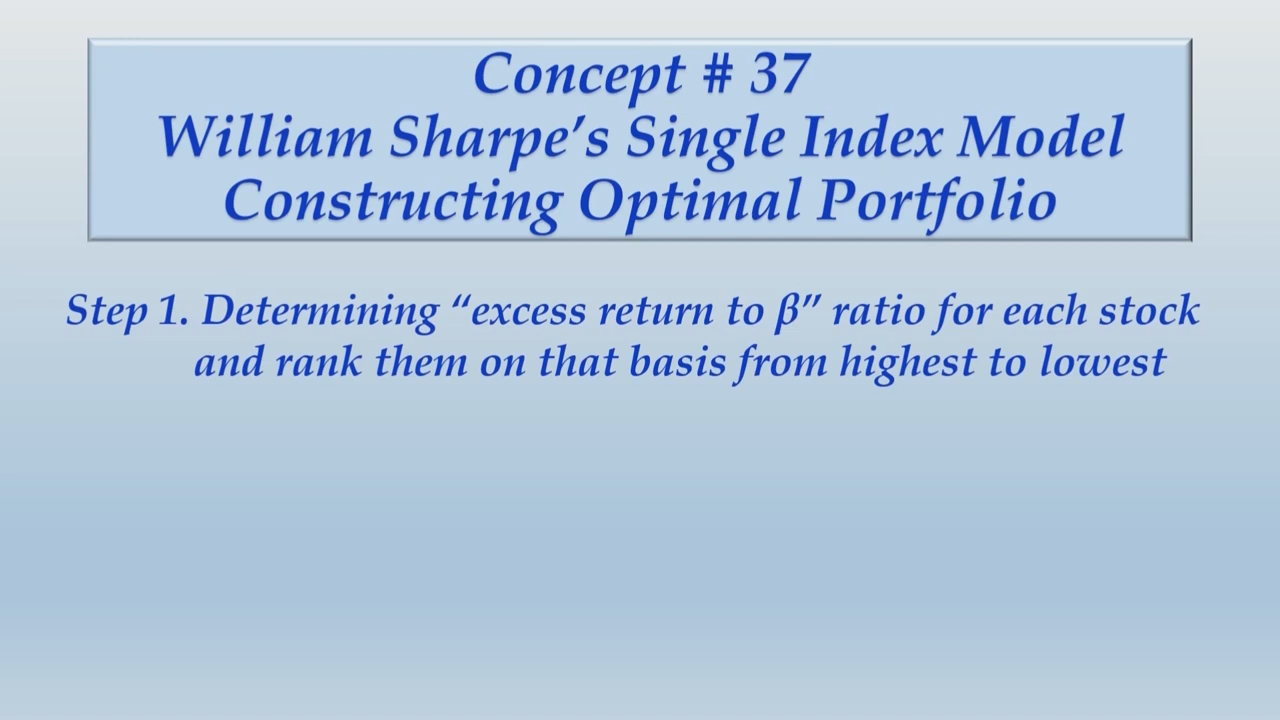 Concept # 37
William Sharpe’s Single Index Model
Constructing Optimal Portfolio
Step 1. Determining “excess return to β” ratio for each stock
and rank them on that basis from highest to lowest